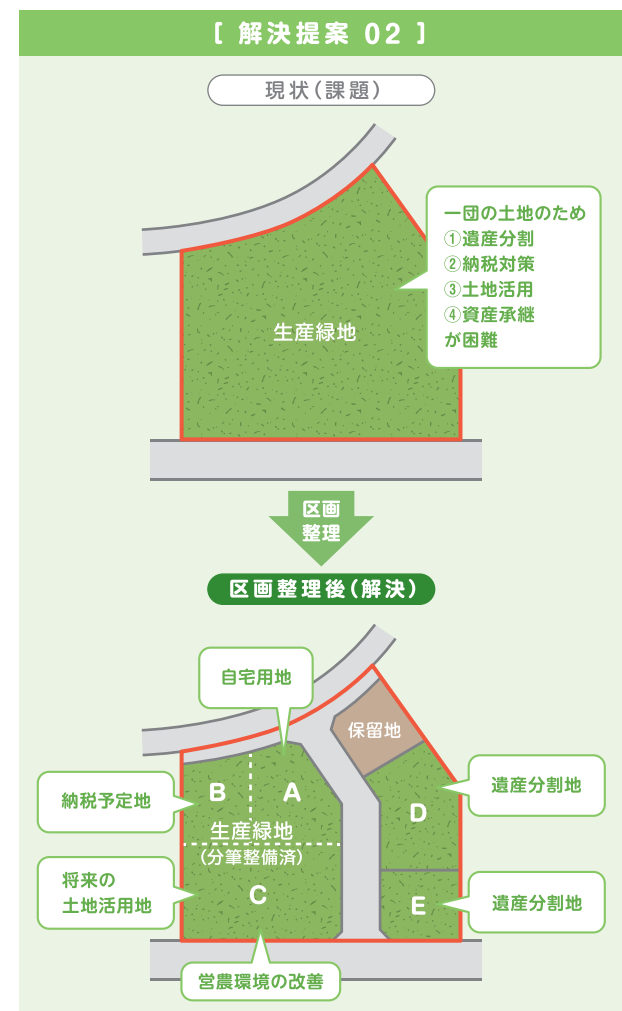 [ 解決提案 02 ]
現状(課題)
一団の土地のため
①遺産分割
②納税対策
③土地活用
④資産承継
が困難
生産緑地
区画
整理
区画整理後(解決)
自宅用地
保留地
納税予定地
B
A
遺産分割地
D
生産緑地
(分筆整備済)
将来の
土地活用地
C
E
遺産分割地
営農環境の改善